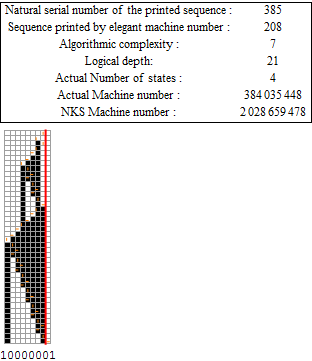 Natural serial number of the printed sequence : 385
Sequence printed by elegant machine number : 208
Algorithmic complexity : 7
Logical depth: 21
Actual Number of states : 4
Actual Machine number : 384 035 448
NKS Machine number : 2 028 659 478
10000001